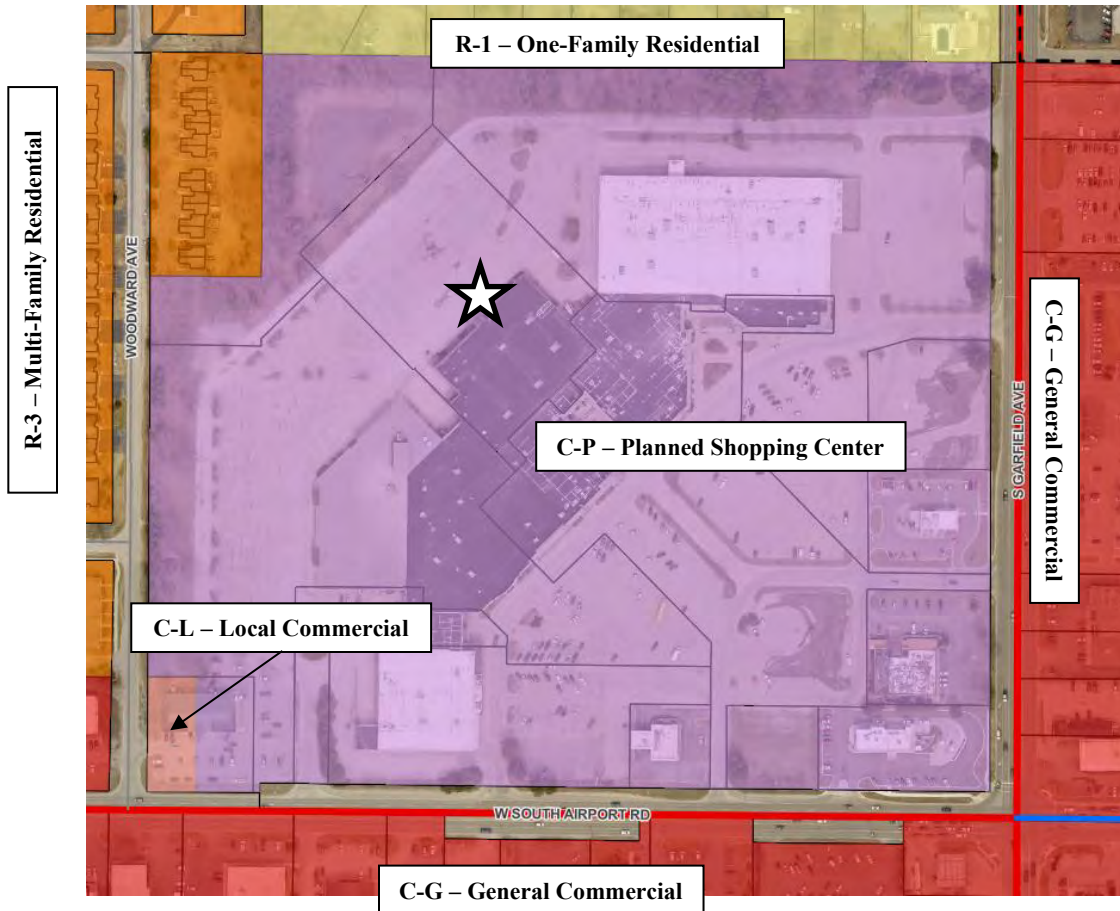 R-1 – One-Family Residential
R-3 – Multi-Family Residential
WOODWARD AVE
C-P – Planned Shopping Center
S GARFIELD AVE
C-G – General Commercial
C-L – Local Commercial
W SOUTH AIRPORT RD
C-G – General Commercial